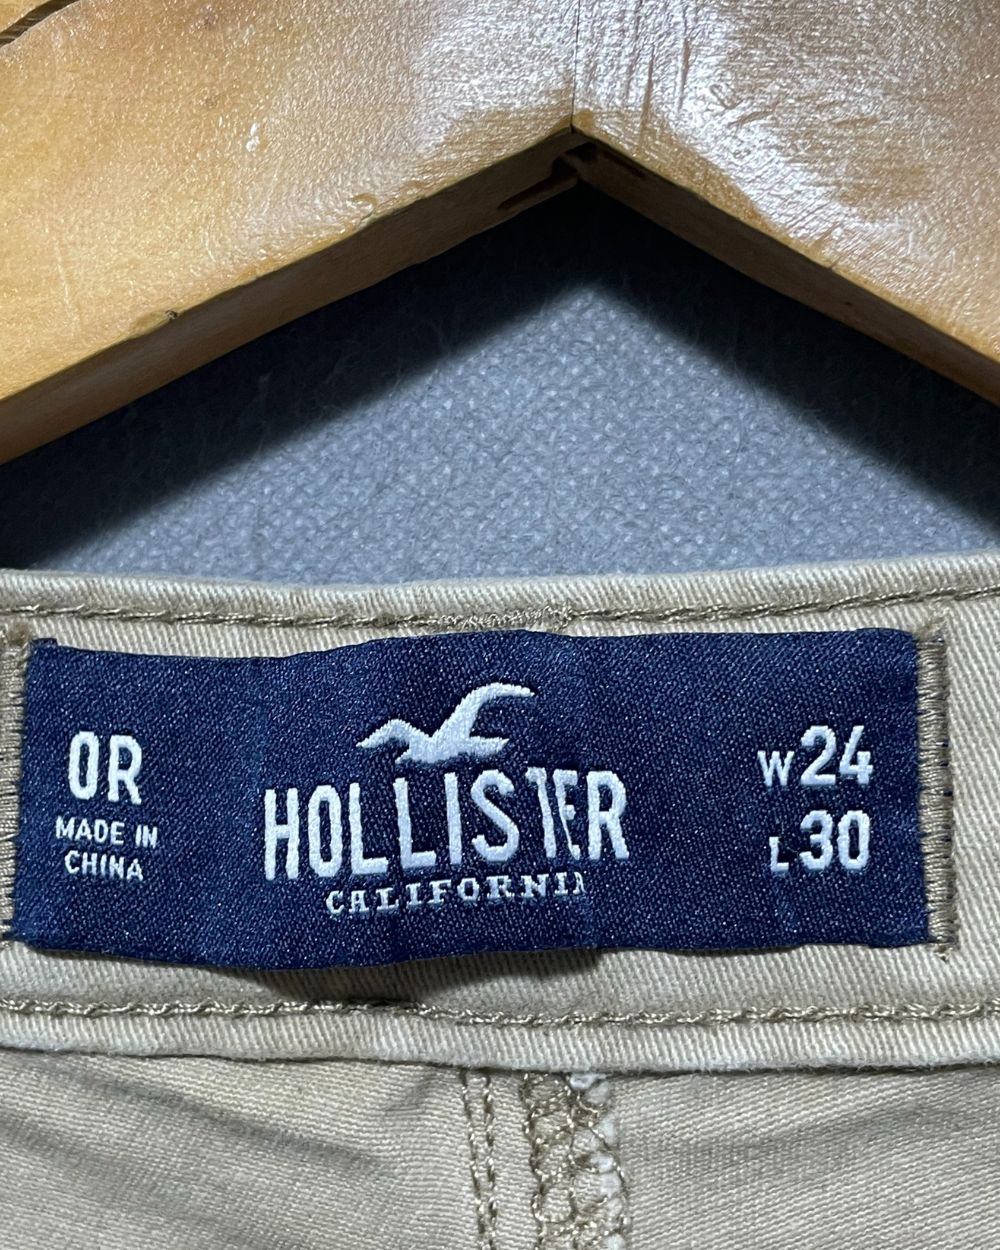 0R
MADE IN
CHINA
HOLLISTER
CALIFORNIA
W24
L30